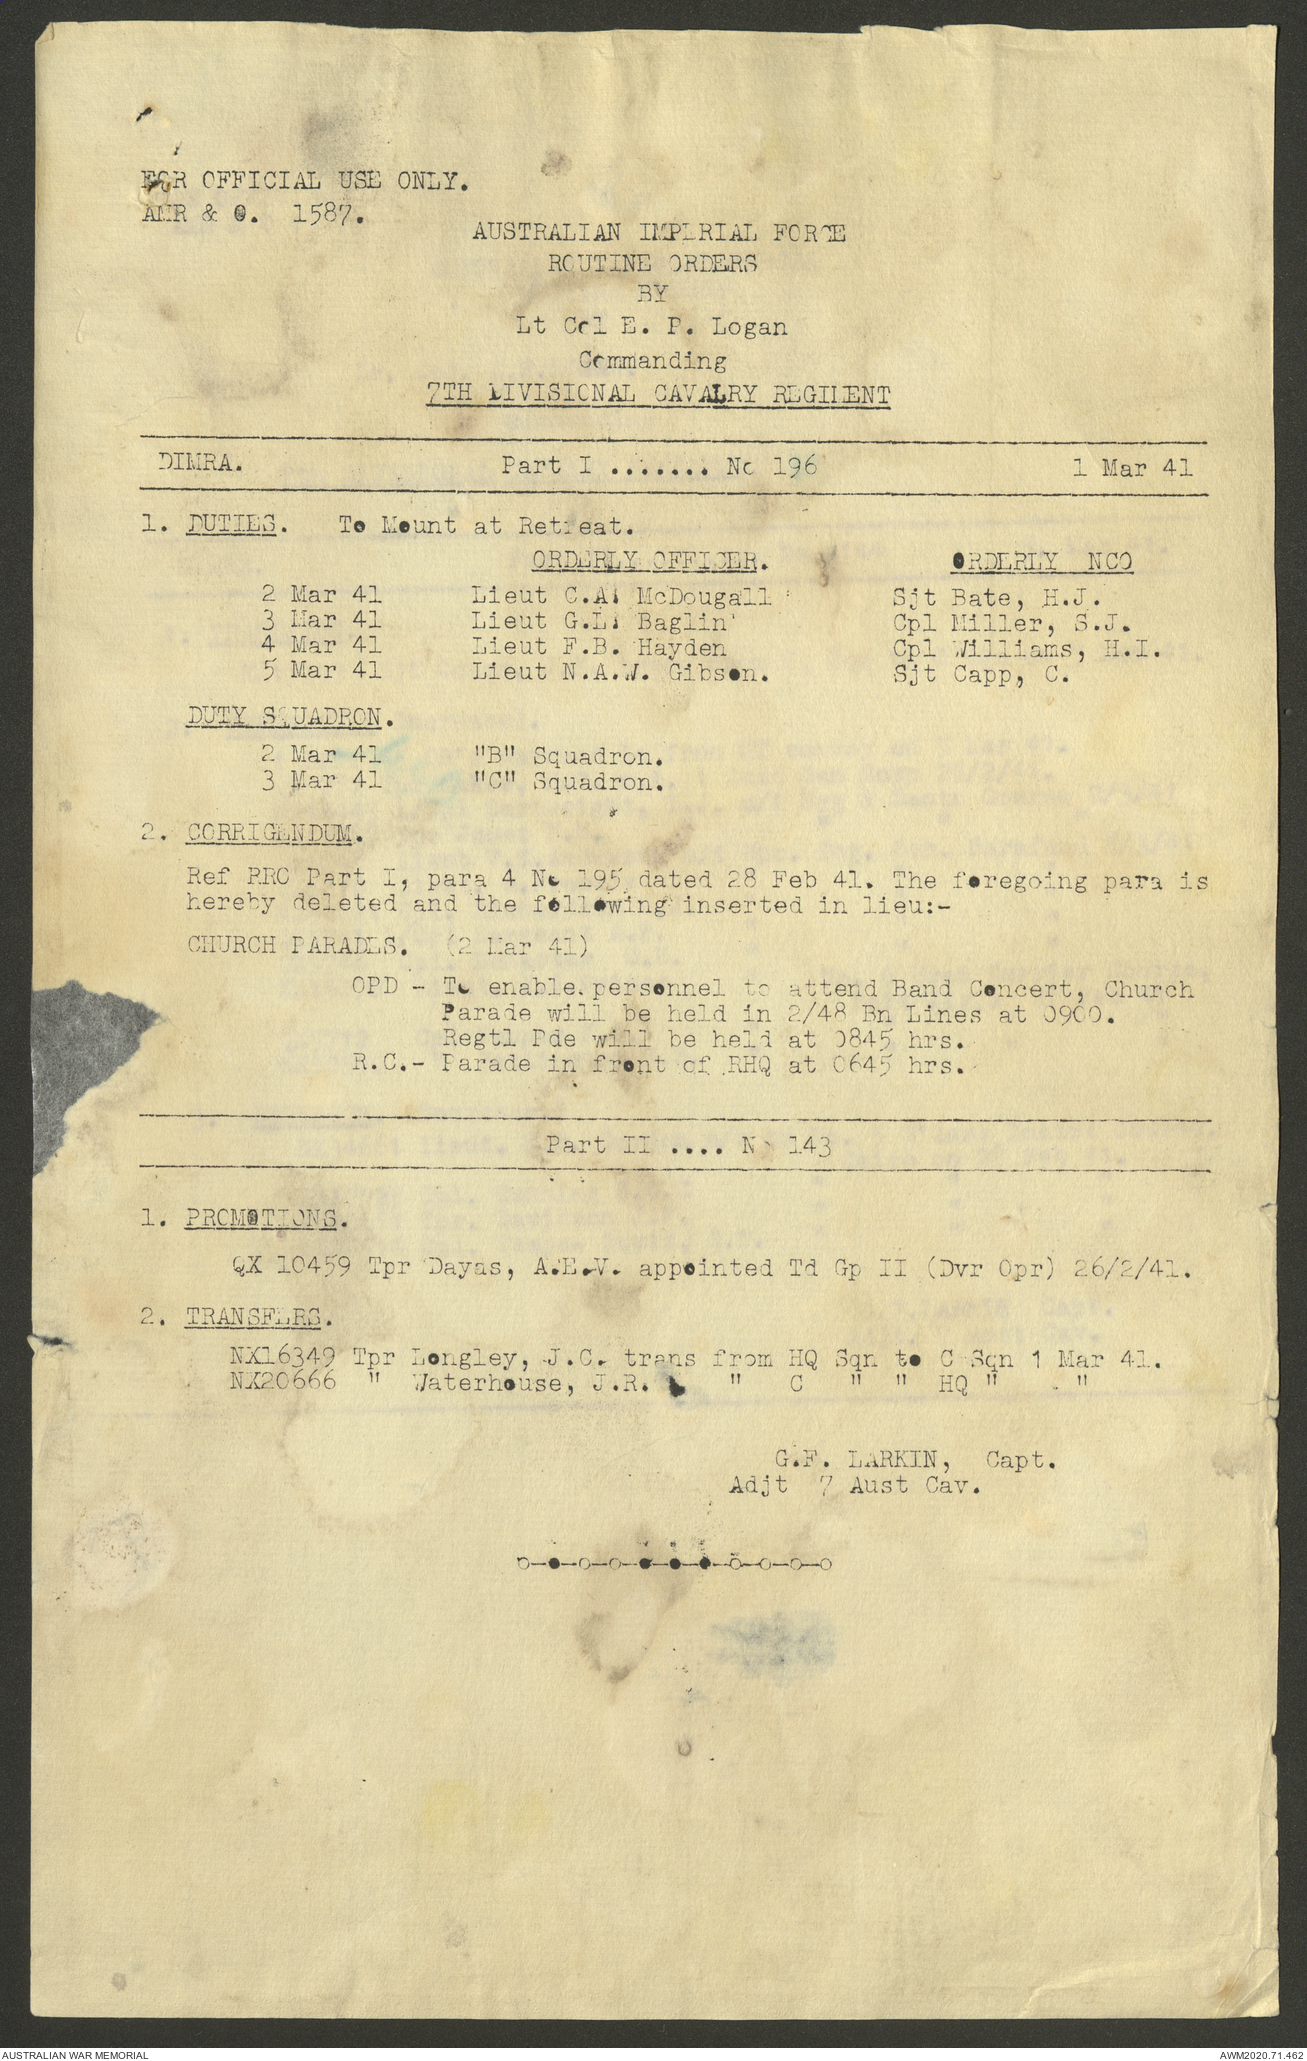 FOR OFFICIAL USE ONLY.
AMR & O. 1587.
AUSTRALIAN IMPERIAL FORCE
ROUTINE ORDERS
BY
Lt Col E. P. Logan
Commanding
7TH DIVISIONAL CAVALRY REGIMENT
DIMRA. Part I ....... No 196 1 Mar 41
1. DUTIES. To Mount at Retreat.
ORDERLY OFFICER. ORDERLY NCO
2 Mar 41 Lieut C.A. McDougall Sjt Bate, H.J.
3 Mar 41 Lieut G.L. Baglin Cpl Miller, S.J.
4 Mar 41 Lieut F.B. Hayden Cpl Williams, H.I.
5 Mar 41 Lieut N.A.W. Gibson. Sjt Capp, C.
DUTY SQUADRON.
2 Mar 41 "B" Squadron.
3 Mar 41 "C" Squadron.
2. CORRIGENDUM.
Ref RRO Part I, para 4 No 195 dated 28 Feb 41. The foregoing para is
hereby deleted and the following inserted in lieu:-
CHURCH PARADES. (2 Mar 41)
OPD - To enable personnel to attend Band Concert, Church
Parade will be held in 2/48 Bn Lines at 0900.
Regtl Pde will be held at 0845 hrs.
R.C.- Parade in front of RHQ at 0645 hrs.
Part II .... No 143
1. PROMOTIONS.
QX 10459 Tpr Dayas, A.E.V. appointed Td Gp II (Dvr Opr) 26/2/41.
2. TRANSFERS.
NX16349 Tpr Longley, J.C. trans from HQ Sqn to C Sqn 1 Mar 41.
NX20666 " Waterhouse, J.R. " C " " HQ " "
G.F. LARKIN, Capt.
Adjt 7 Aust Cav.
o-o-o-o-o-o-o-o-o-o-o
AUSTRALIAN WAR MEMORIAL AWM2020.71.462